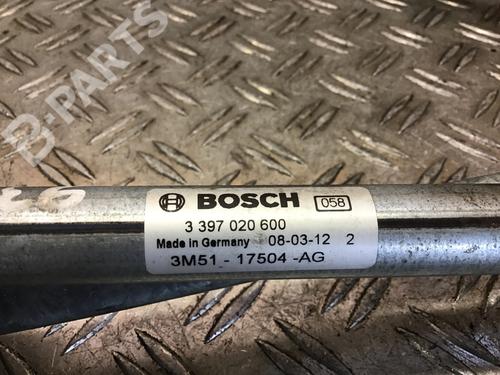 B-PARTS
BOSCH 058
3 397 020 600
Made in Germany 08-03-12 2
3M51 - 17504 -AG